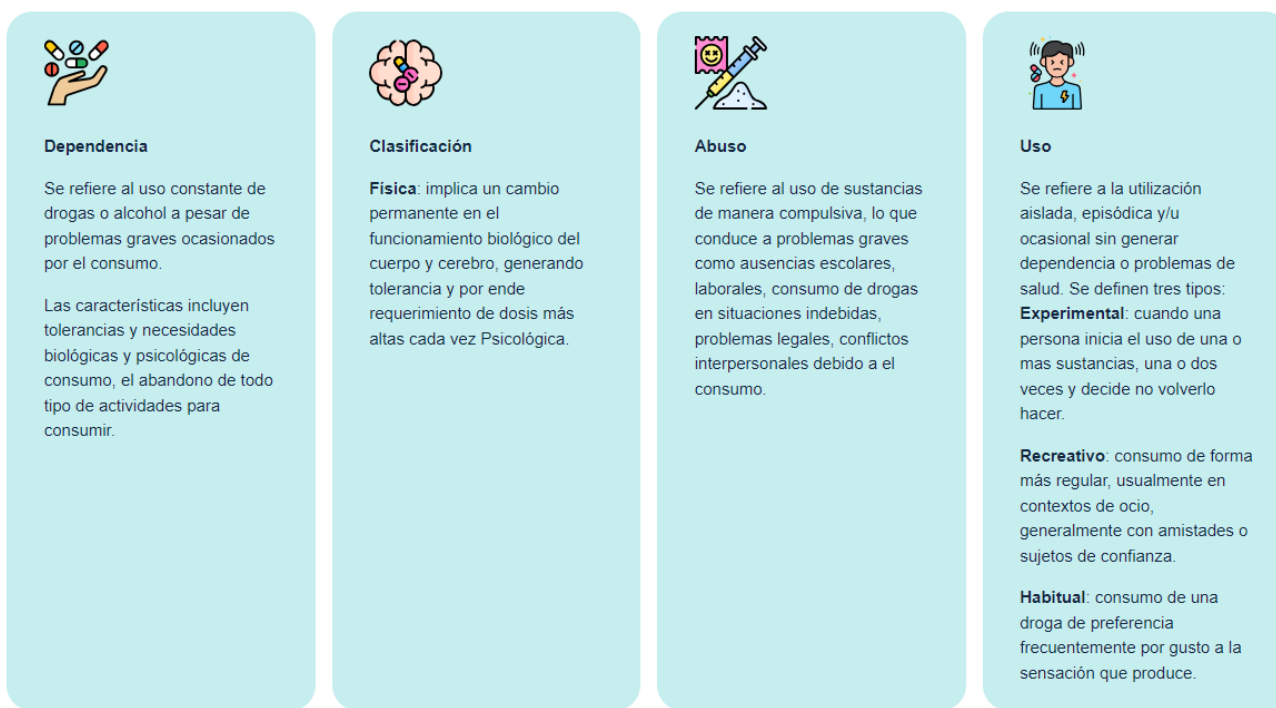 Dependencia
Se refiere al uso constante de
drogas o alcohol a pesar de
problemas graves ocasionados
por el consumo.
Las características incluyen
tolerancias y necesidades
biológicas y psicológicas de
consumo, el abandono de todo
tipo de actividades para
consumir.
Clasificación
Física: implica un cambio
permanente en el
funcionamiento biológico del
cuerpo y cerebro, generando
tolerancia y por ende
requerimiento de dosis más
altas cada vez Psicológica.
Abuso
Se refiere al uso de sustancias
de manera compulsiva, lo que
conduce a problemas graves
como ausencias escolares,
laborales, consumo de drogas
en situaciones indebidas,
problemas legales, conflictos
interpersonales debido a el
consumo.
Uso
Se refiere a la utilización
aislada, episódica y/u
ocasional sin generar
dependencia o problemas de
salud. Se definen tres tipos:
Experimental: cuando una
persona inicia el uso de una o
mas sustancias, una o dos
veces y decide no volverlo
hacer.
Recreativo: consumo de forma
más regular, usualmente en
contextos de ocio,
generalmente con amistades o
sujetos de confianza.
Habitual: consumo de una
droga de preferencia
frecuentemente por gusto a la
sensación que produce.